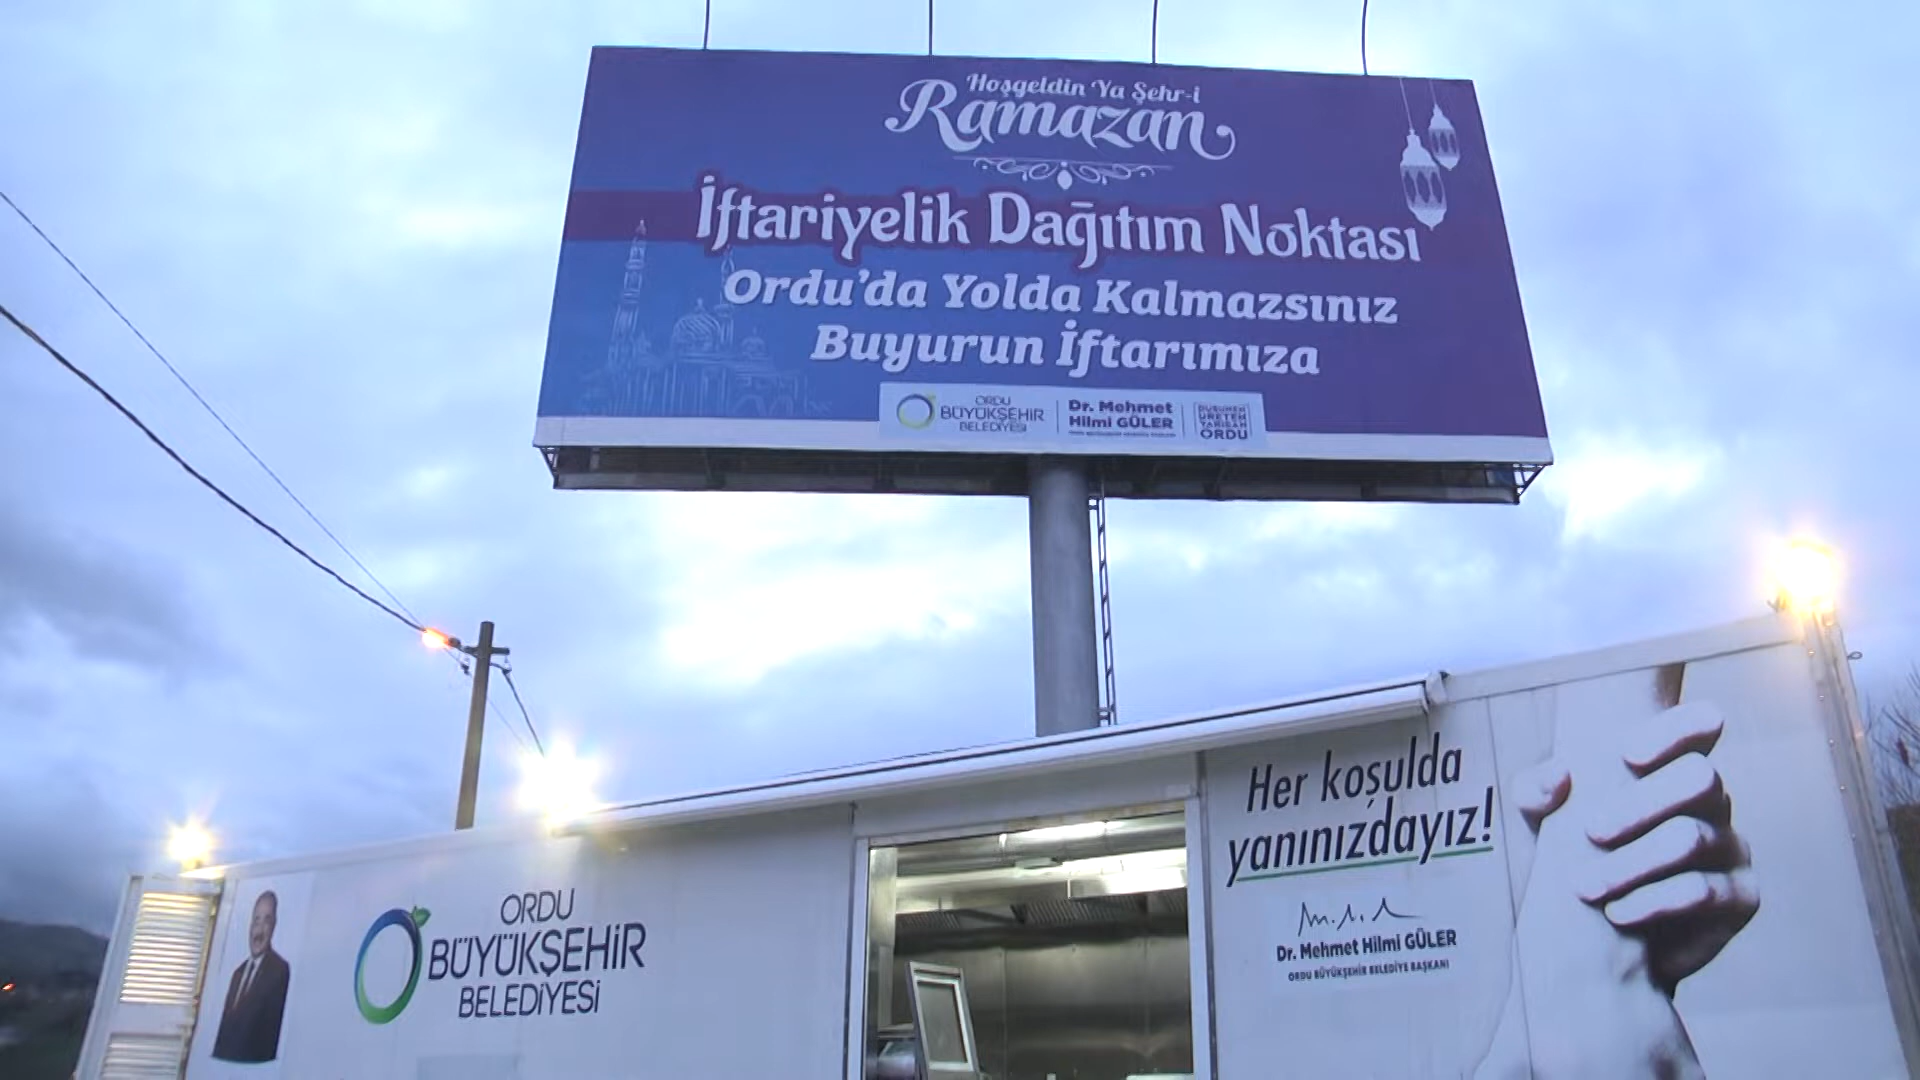 Hoşgeldin Ya Şehr-i
Ramazan
İftariyelik Dağıtım Noktası
Ordu'da Yolda Kalmazsınız
Buyurun İftarımıza
ORDU
BÜYÜKŞEHİR
BELEDİYESİ
Dr. Mehmet
Hilmi GÜLER
ORDU
Her koşulda
yanınızdayız!
Dr. Mehmet Hilmi GÜLER
ORDU BÜYÜKŞEHİR BELEDİYE BAŞKANI
ORDU
BÜYÜKŞEHİR
BELEDİYESİ